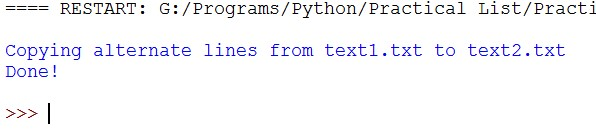 ==== RESTART: G:/Programs/Python/Practical List/Practi
Copying alternate lines from text1.txt to text2.txt
Done!
>>>